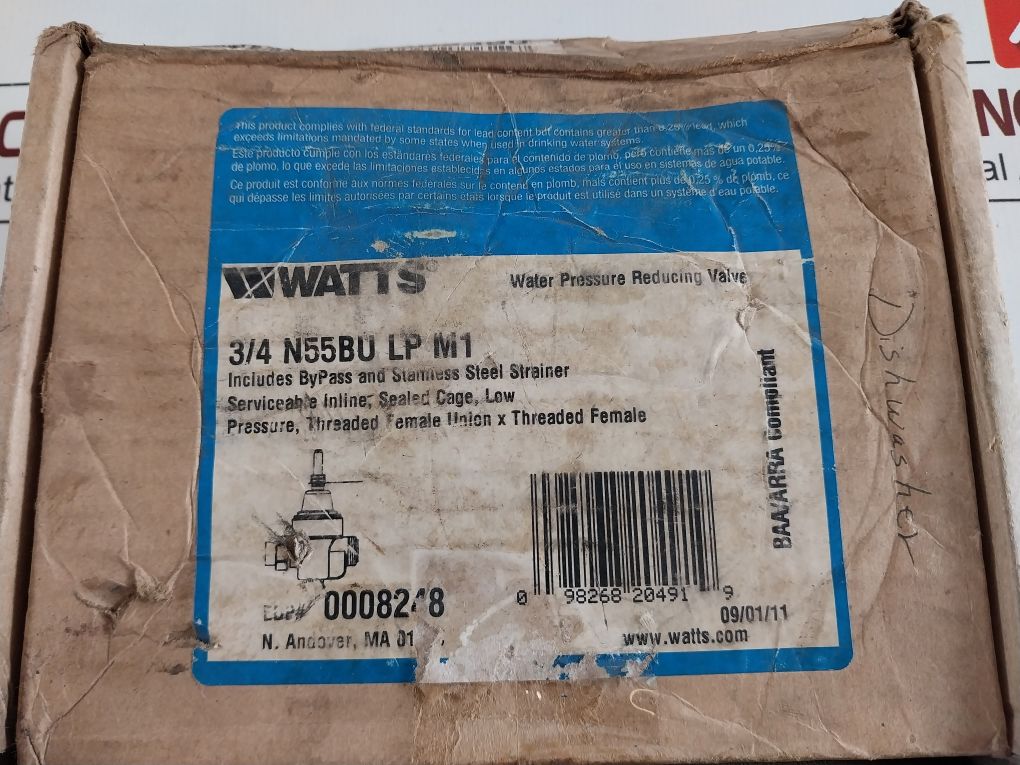 This product complies with federal standards for lead content but contains greater than 0.25% lead, which
exceeds limitations mandated by some states when used in drinking water systems.
Este producto cumple con los estándares federales para el contenido de plomo, pero contiene más de un 0,25%
de plomo, lo que excede las limitaciones establecidas en algunos estados para el uso en sistemas de agua potable.
Ce produit est conforme aux normes fédérales sur le contenu en plomb, mais contient plus de 0,25 % de plomb, ce
qui dépasse les limites autorisées par certains états lorsque le produit est utilisé dans un système d'eau potable.
WATTS®
Water Pressure Reducing Valve
3/4 N55BU LP M1
Includes ByPass and Stainless Steel Strainer
Serviceable Inline, Sealed Cage, Low
Pressure, Threaded Female Union x Threaded Female
BAA/ARRA Compliant
Dishwasher
EDP# 0008248
N. Andover, MA
0 98268 20491 9
09/01/11
www.watts.com